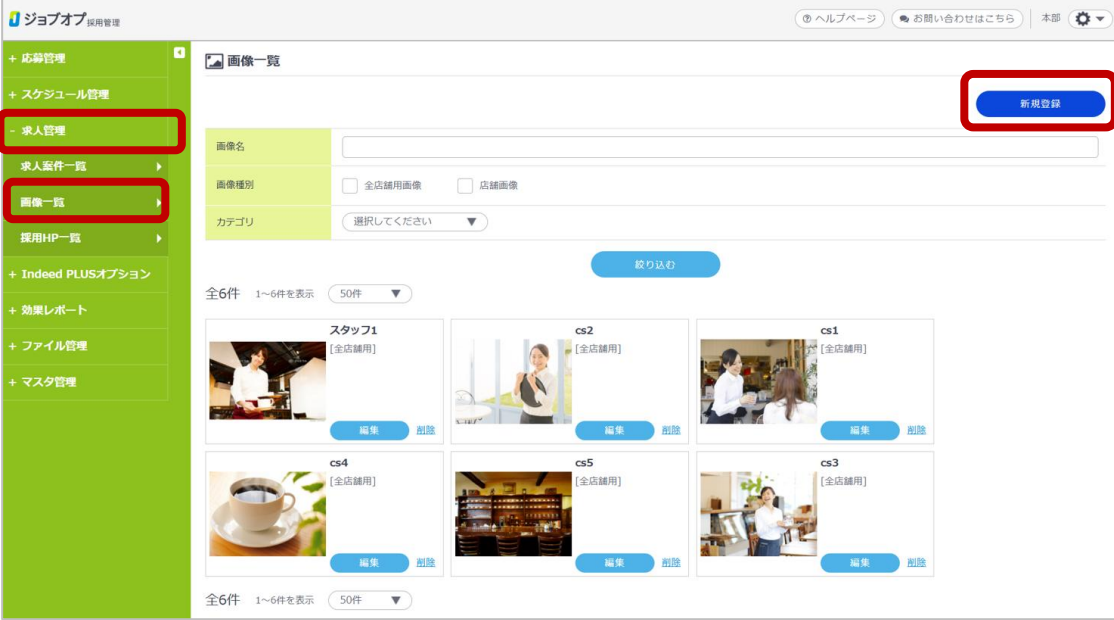 ジョブオプ 採用管理
ヘルプページ
お問い合わせはこちら
本部
+ 応募管理
+ スケジュール管理
- 求人管理
求人案件一覧
画像一覧
採用HP一覧
+ Indeed PLUSオプション
+ 効果レポート
+ ファイル管理
+ マスタ管理
画像一覧
新規登録
画像名
画像種別
全店舗用画像
店舗画像
カテゴリ
選択してください
絞り込む
全6件 1～6件を表示 50件
スタッフ1
[全店舗用]
編集 削除
cs2
[全店舗用]
編集 削除
cs1
[全店舗用]
編集 削除
cs4
[全店舗用]
編集 削除
cs5
[全店舗用]
編集 削除
cs3
[全店舗用]
編集 削除
全6件 1～6件を表示 50件